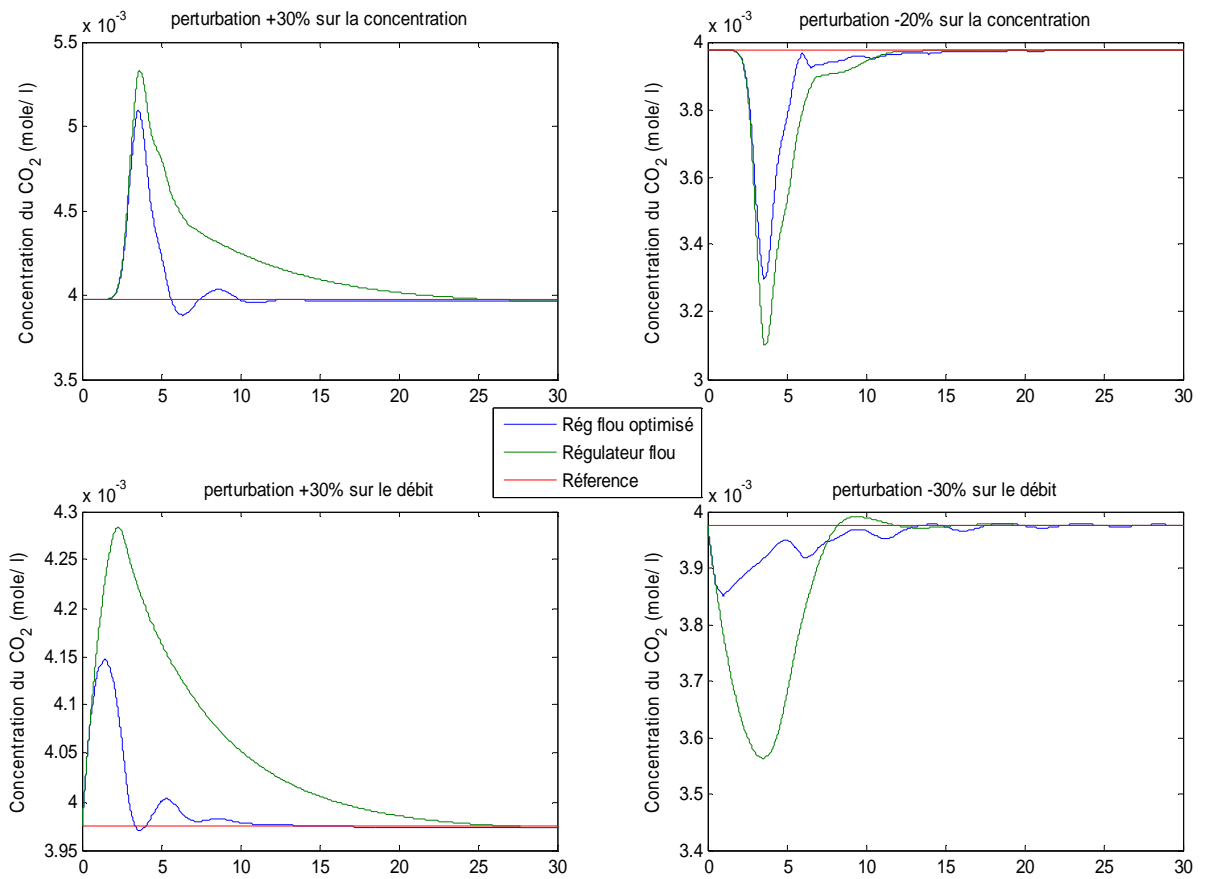 perturbation +30% sur la concentration
x 10-3
5.5
5
4.5
4
3.5
Concentration du CO2 (mole/ l)
0 5 10 15 20 25 30
perturbation -20% sur la concentration
x 10-3
4
3.8
3.6
3.4
3.2
3
Concentration du CO2 (mole/ l)
0 5 10 15 20 25 30
Rég flou optimisé
Régulateur flou
Réference
perturbation +30% sur le débit
x 10-3
4.3
4.25
4.2
4.15
4.1
4.05
4
3.95
Concentration du CO2 (mole/ l)
0 5 10 15 20 25 30
perturbation -30% sur le débit
x 10-3
4
3.9
3.8
3.7
3.6
3.5
3.4
Concentration du CO2 (mole/ l)
0 5 10 15 20 25 30